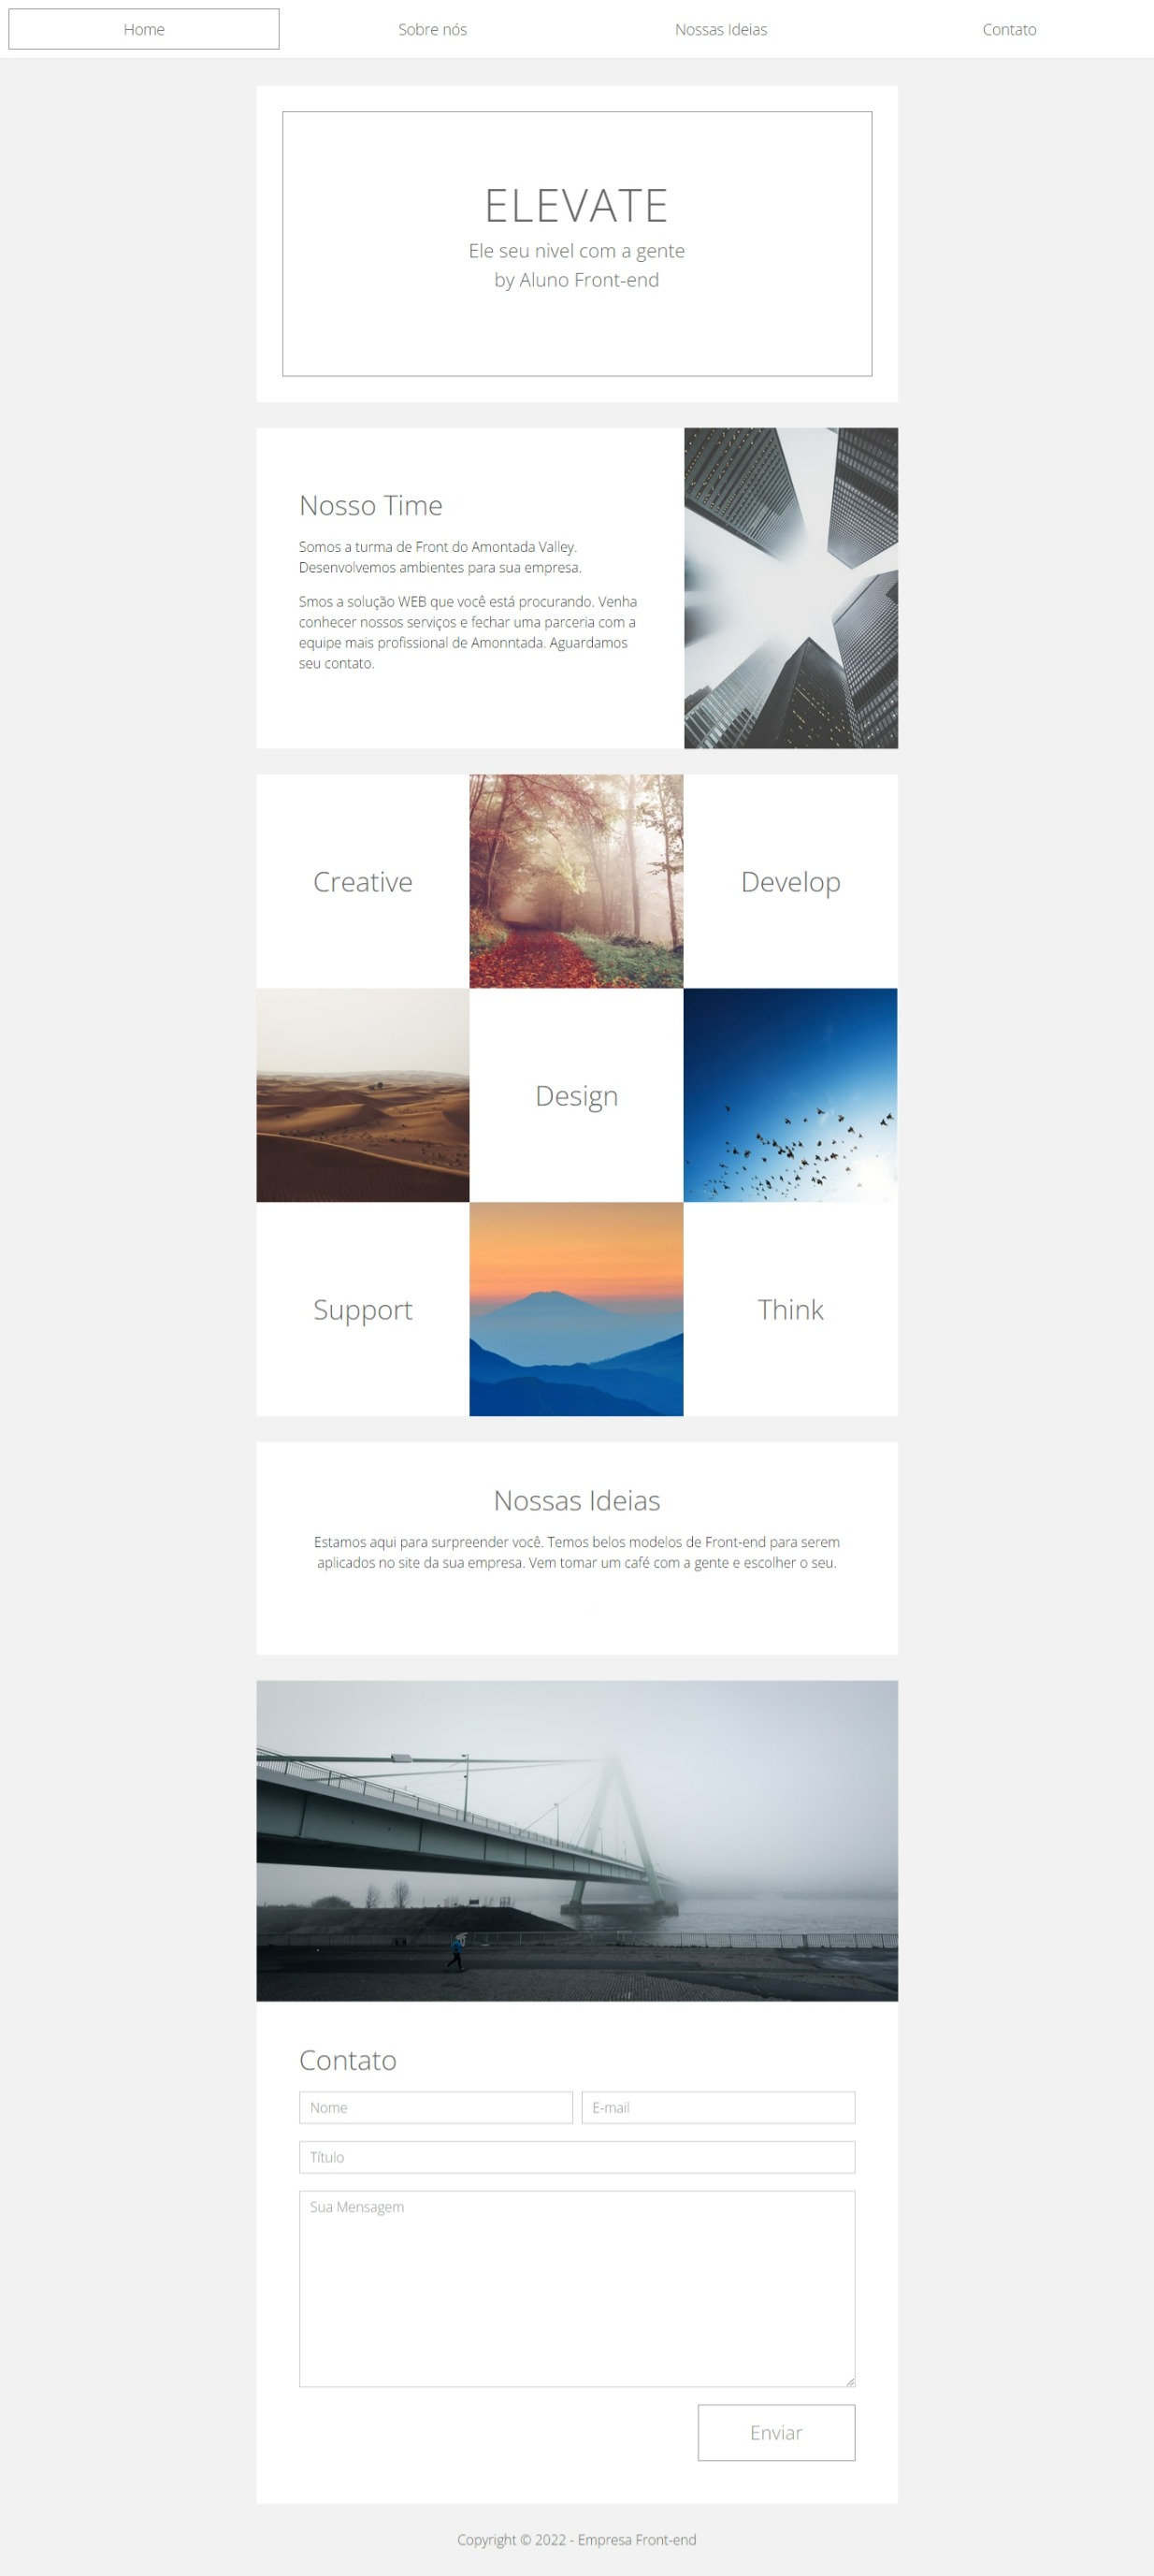 Home
Sobre nós
Nossas Ideias
Contato
ELEVATE
Ele seu nivel com a gente
by Aluno Front-end
Nosso Time
Somos a turma de Front do Amontada Valley.
Desenvolvemos ambientes para sua empresa.
Smos a solução WEB que você está procurando. Venha
conhecer nossos serviços e fechar uma parceria com a
equipe mais profissional de Amonntada. Aguardamos
seu contato.
Creative
Develop
Design
Support
Think
Nossas Ideias
Estamos aqui para surpreender você. Temos belos modelos de Front-end para serem
aplicados no site da sua empresa. Vem tomar um café com a gente e escolher o seu.
Contato
Nome
E-mail
Título
Sua Mensagem
Enviar
Copyright © 2022 - Empresa Front-end